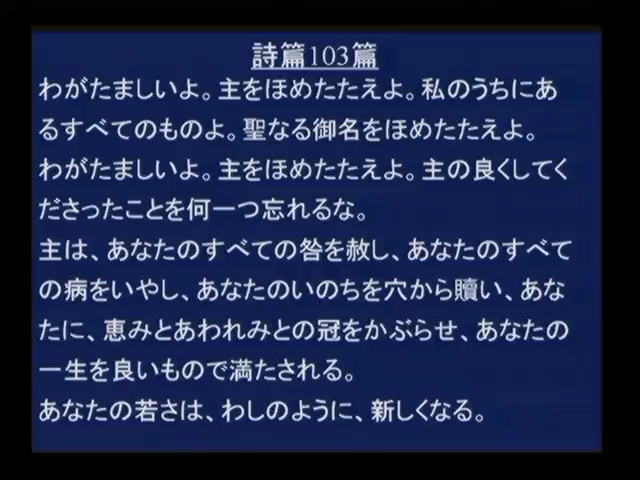 詩篇103篇
わがたましいよ。主をほめたたえよ。私のうちにあ
るすべてのものよ。聖なる御名をほめたたえよ。
わがたましいよ。主をほめたたえよ。主の良くしてく
ださったことを何一つ忘れるな。
主は、あなたのすべての咎を赦し、あなたのすべて
の病をいやし、あなたのいのちを穴から贖い、あな
たに、恵みとあわれみとの冠をかぶらせ、あなたの
一生を良いもので満たされる。
あなたの若さは、わしのように、新しくなる。